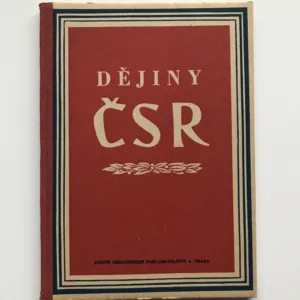 DĚJINY
ČSR
STÁTNÍ PEDAGOGICKÉ NAKLADATELSTVÍ PRAHA